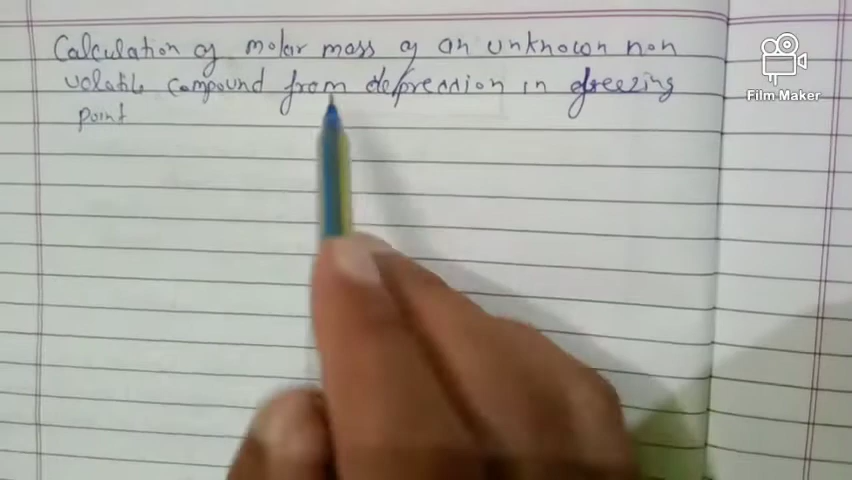 Calculation of molar mass of an unknown non
volatile compound from depression in freezing
point
Film Maker